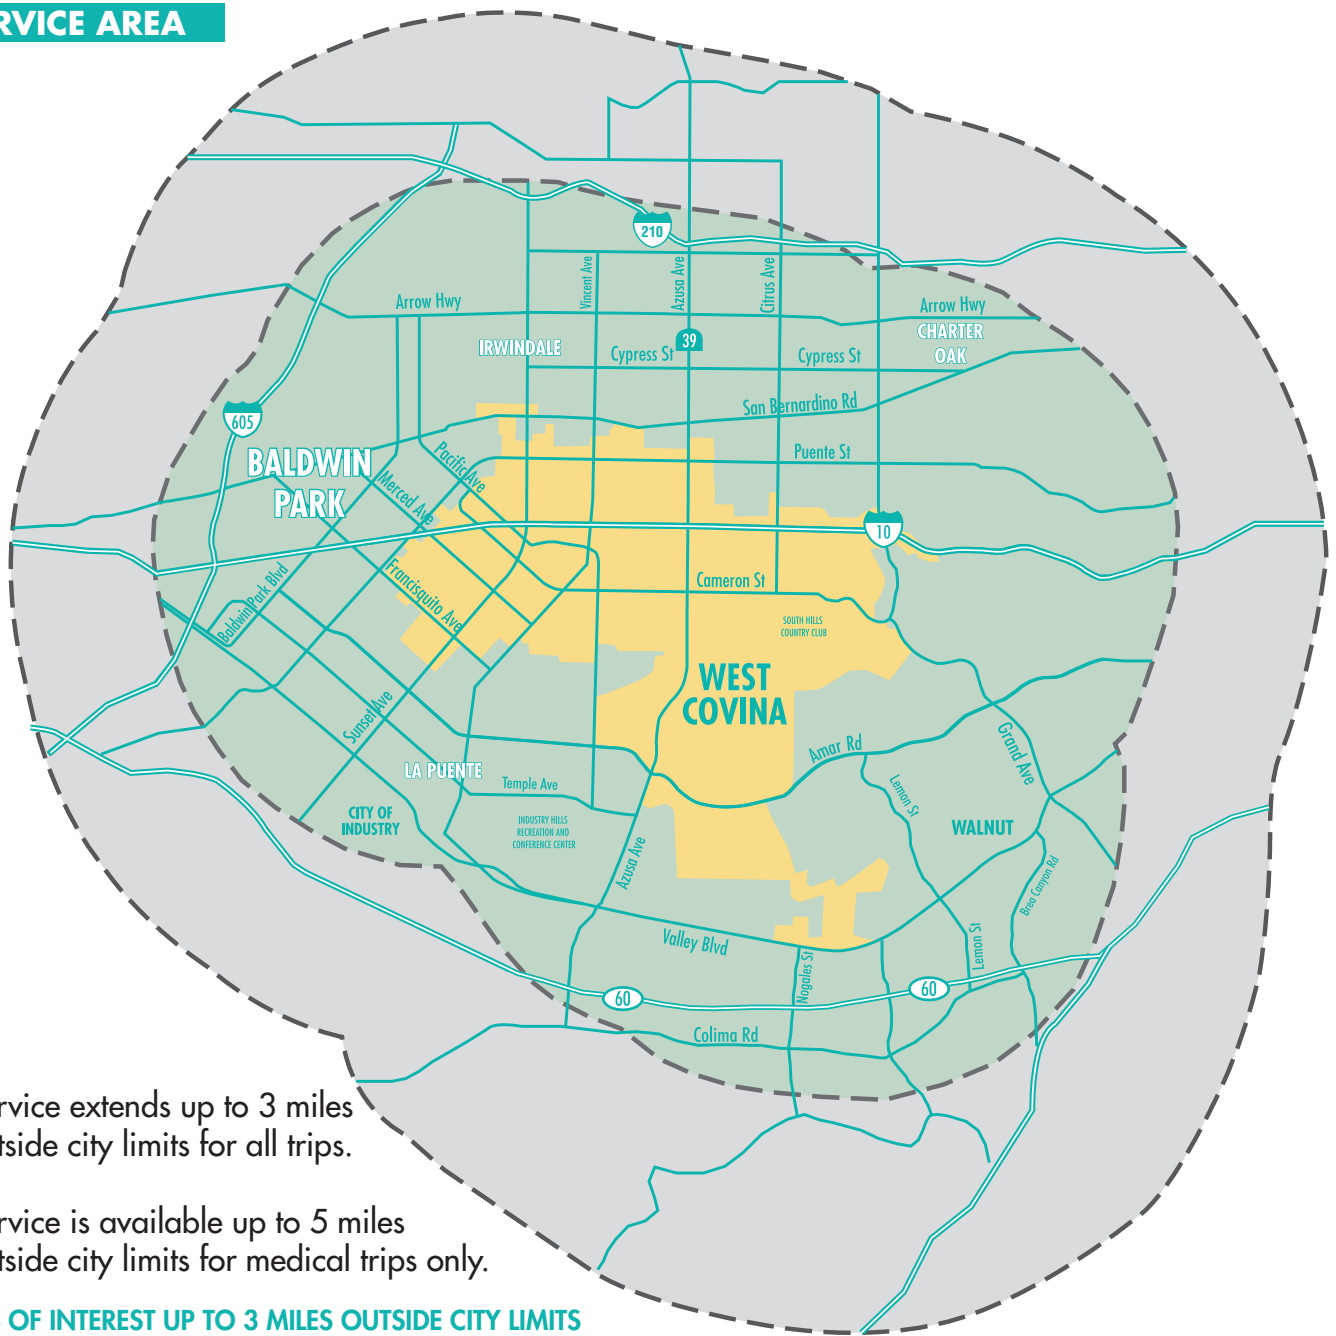 RVICE AREA
210
Vincent Ave
Azusa Ave
Citrus Ave
Arrow Hwy
Arrow Hwy
CHARTER
OAK
IRWINDALE
39
Cypress St
Cypress St
San Bernardino Rd
605
BALDWIN
PARK
Pacific Ave
Merced Ave
Puente St
10
Francisquito Ave
Cameron St
Baldwin Park Blvd
SOUTH HILLS
COUNTRY CLUB
WEST
COVINA
Sunset Ave
Amar Rd
Grand Ave
LA PUENTE
Temple Ave
Lemon St
CITY OF
INDUSTRY
INDUSTRY HILLS
RECREATION AND
CONFERENCE CENTER
WALNUT
Azusa Ave
Brea Canyon Rd
Valley Blvd
Nogales St
Lemon St
60
60
Colima Rd
rvice extends up to 3 miles
tside city limits for all trips.
rvice is available up to 5 miles
tside city limits for medical trips only.
OF INTEREST UP TO 3 MILES OUTSIDE CITY LIMITS